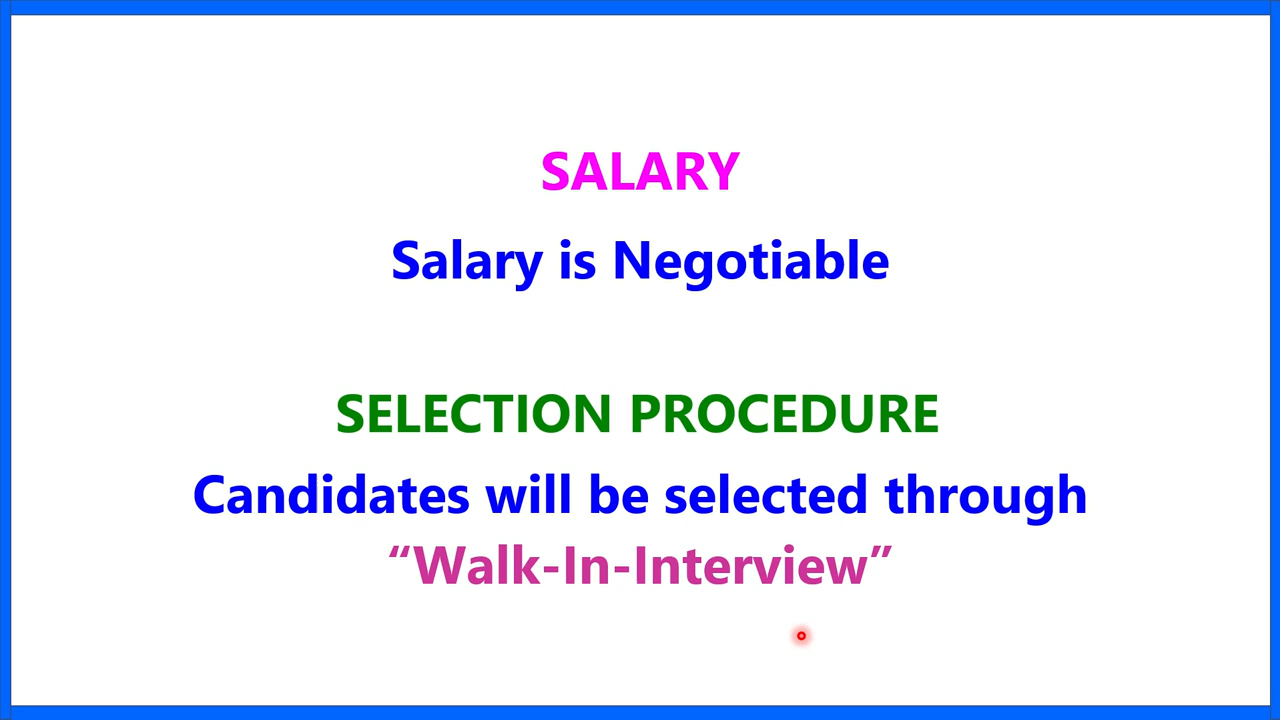 SALARY
Salary is Negotiable
SELECTION PROCEDURE
Candidates will be selected through
“Walk-In-Interview”